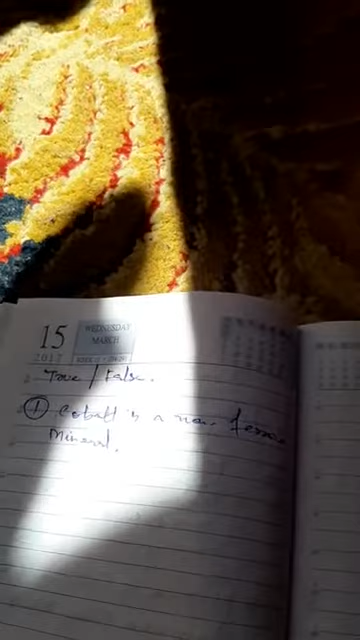 15
WEDNESDAY
MARCH
2017
True / False.
① Cobalt is a non ferrous
Mineral.